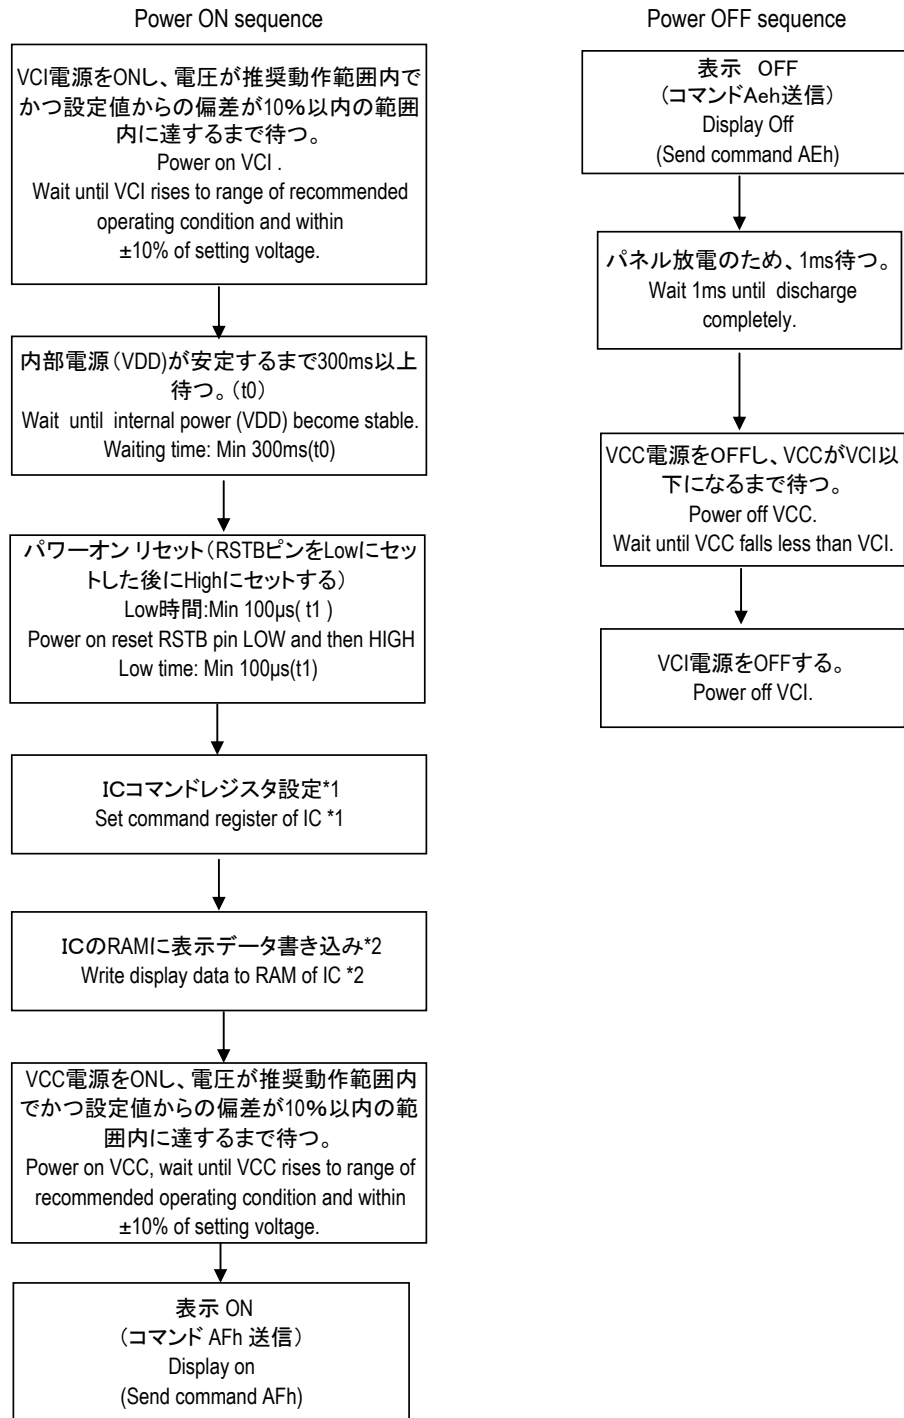 Power ON sequence
VCI電源をONし、電圧が推奨動作範囲内で
かつ設定値からの偏差が10%以内の範囲
内に達するまで待つ。
Power on VCI .
Wait until VCI rises to range of recommended
operating condition and within
±10% of setting voltage.
内部電源(VDD)が安定するまで300ms以上
待つ。(t0)
Wait until internal power (VDD) become stable.
Waiting time: Min 300ms(t0)
パワーオン リセット(RSTBピンをLowにセッ
トした後にHighにセットする)
Low時間:Min 100µs( t1 )
Power on reset RSTB pin LOW and then HIGH
Low time: Min 100µs(t1)
ICコマンドレジスタ設定*1
Set command register of IC *1
ICのRAMに表示データ書き込み*2
Write display data to RAM of IC *2
VCC電源をONし、電圧が推奨動作範囲内
でかつ設定値からの偏差が10%以内の範
囲内に達するまで待つ。
Power on VCC, wait until VCC rises to range of
recommended operating condition and within
±10% of setting voltage.
表示 ON
(コマンド AFh 送信)
Display on
(Send command AFh)
Power OFF sequence
表示 OFF
(コマンドAeh送信)
Display Off
(Send command AEh)
パネル放電のため、1ms待つ。
Wait 1ms until discharge
completely.
VCC電源をOFFし、VCCがVCI以
下になるまで待つ。
Power off VCC.
Wait until VCC falls less than VCI.
VCI電源をOFFする。
Power off VCI.